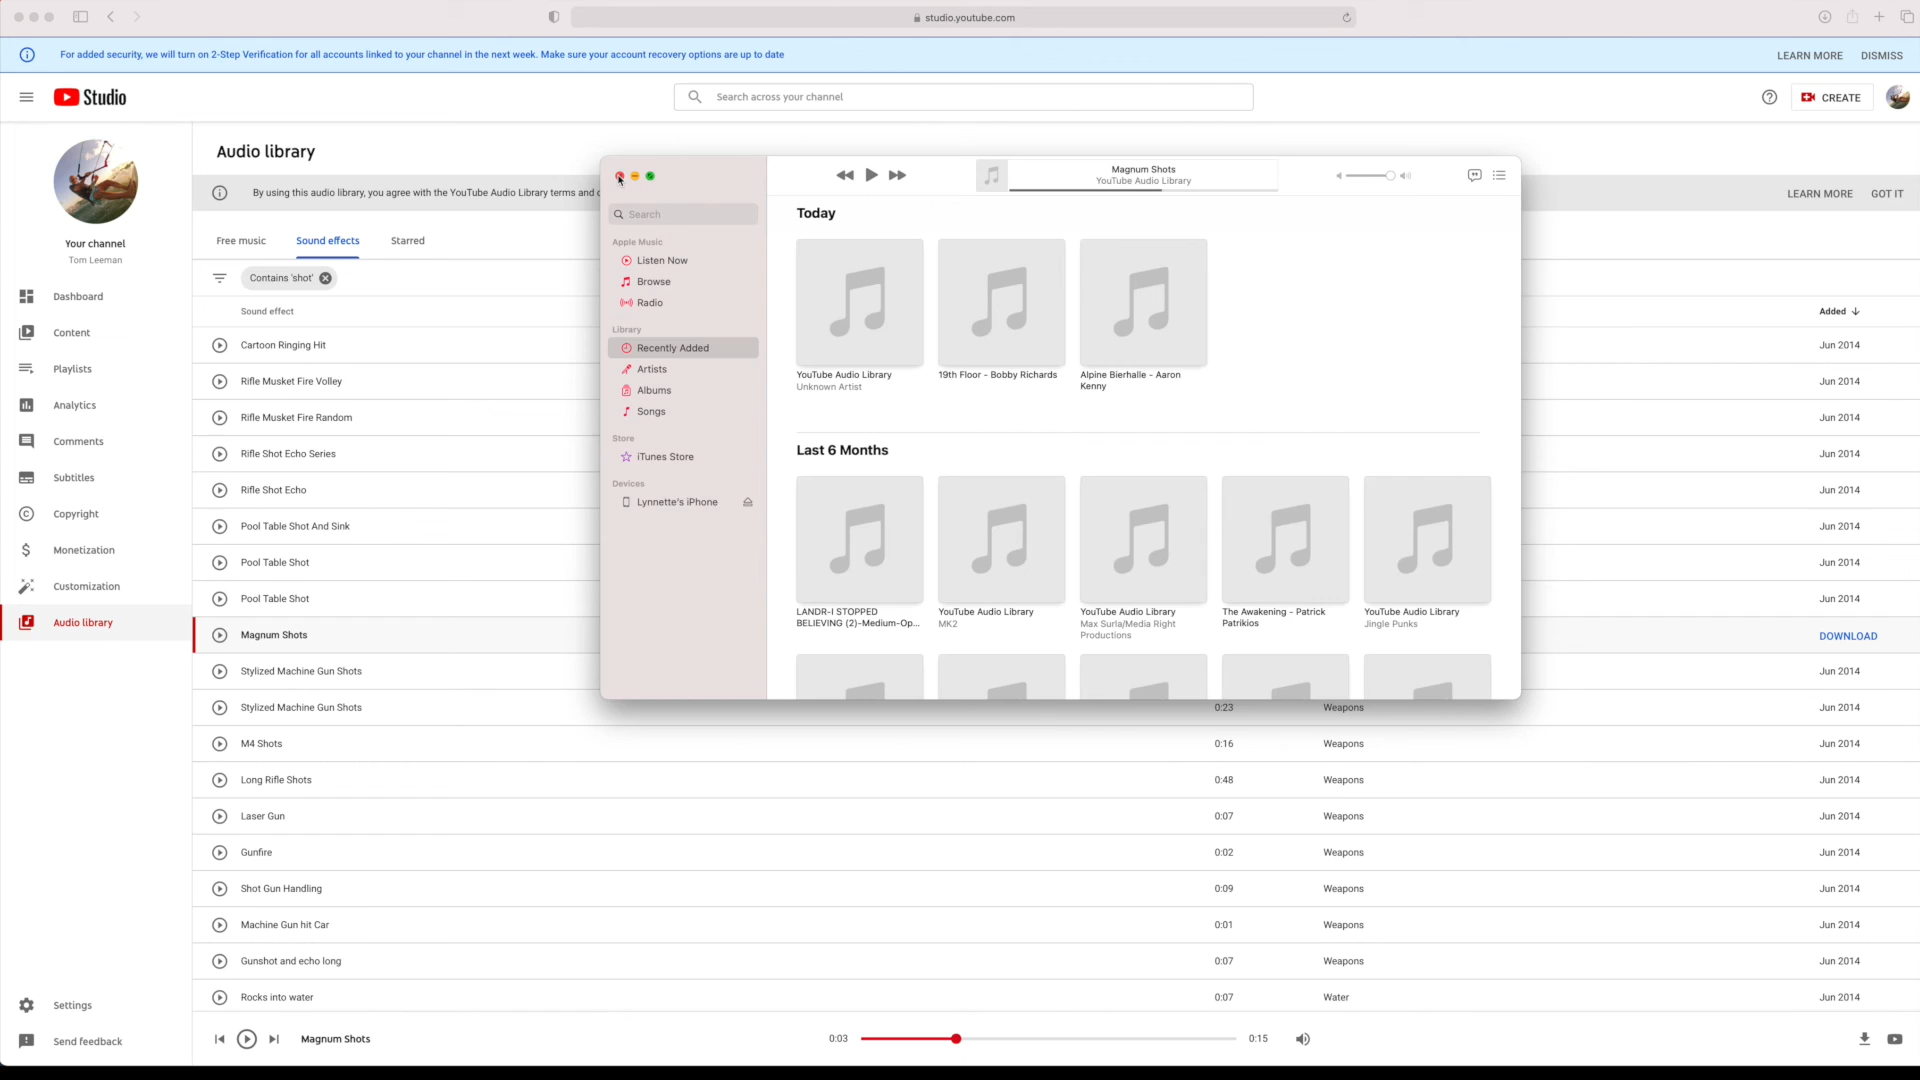 studio.youtube.com
For added security, we will turn on 2-Step Verification for all accounts linked to your channel in the next week. Make sure your account recovery options are up to date
LEARN MORE
DISMISS
Studio
Search across your channel
CREATE
Your channel
Tom Leeman
Dashboard
Content
Playlists
Analytics
Comments
Subtitles
Copyright
Monetization
Customization
Audio library
Settings
Send feedback
Audio library
By using this audio library, you agree with the YouTube Audio Library terms and
LEARN MORE
GOT IT
Free music
Sound effects
Starred
Contains 'shot'
Sound effect
Added
Cartoon Ringing Hit
Jun 2014
Rifle Musket Fire Volley
Jun 2014
Rifle Musket Fire Random
Jun 2014
Rifle Shot Echo Series
Jun 2014
Rifle Shot Echo
Jun 2014
Pool Table Shot And Sink
Jun 2014
Pool Table Shot
Jun 2014
Pool Table Shot
Jun 2014
Magnum Shots
DOWNLOAD
Stylized Machine Gun Shots
Jun 2014
Stylized Machine Gun Shots
0:23
Weapons
Jun 2014
M4 Shots
0:16
Weapons
Jun 2014
Long Rifle Shots
0:48
Weapons
Jun 2014
Laser Gun
0:07
Weapons
Jun 2014
Gunfire
0:02
Weapons
Jun 2014
Shot Gun Handling
0:09
Weapons
Jun 2014
Machine Gun hit Car
0:01
Weapons
Jun 2014
Gunshot and echo long
0:07
Weapons
Jun 2014
Rocks into water
0:07
Water
Jun 2014
Magnum Shots
0:03
0:15
Search
Apple Music
Listen Now
Browse
Radio
Library
Recently Added
Artists
Albums
Songs
Store
iTunes Store
Devices
Lynnette's iPhone
Magnum Shots
YouTube Audio Library
Today
YouTube Audio Library
Unknown Artist
19th Floor - Bobby Richards
Alpine Bierhalle - Aaron
Kenny
Last 6 Months
LANDR-I STOPPED
BELIEVING (2)-Medium-Op...
YouTube Audio Library
MK2
YouTube Audio Library
Max Surla/Media Right
Productions
The Awakening - Patrick
Patrikios
YouTube Audio Library
Jingle Punks